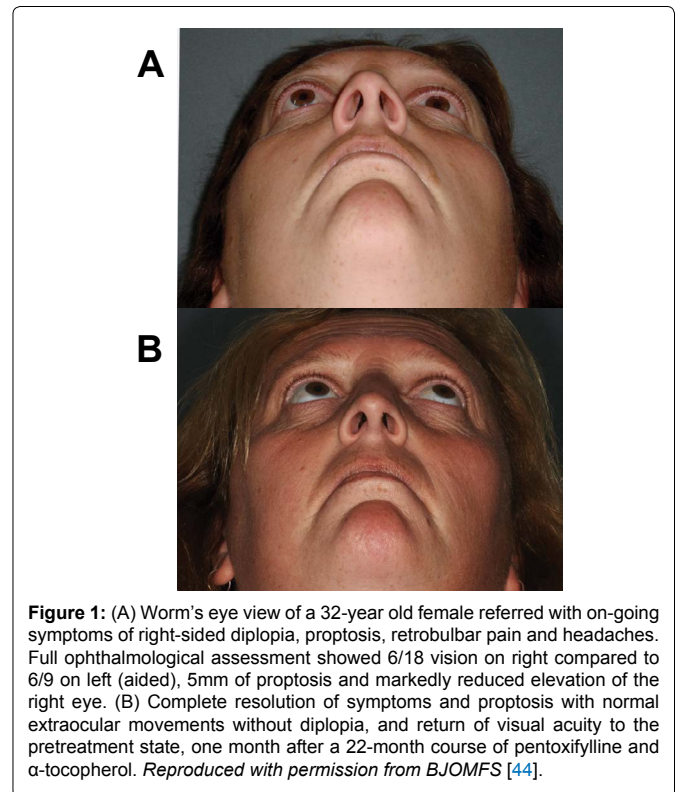 A
B
Figure 1: (A) Worm's eye view of a 32-year old female referred with on-going
symptoms of right-sided diplopia, proptosis, retrobulbar pain and headaches.
Full ophthalmological assessment showed 6/18 vision on right compared to
6/9 on left (aided), 5mm of proptosis and markedly reduced elevation of the
right eye. (B) Complete resolution of symptoms and proptosis with normal
extraocular movements without diplopia, and return of visual acuity to the
pretreatment state, one month after a 22-month course of pentoxifylline and
α-tocopherol. Reproduced with permission from BJOMFS [44].